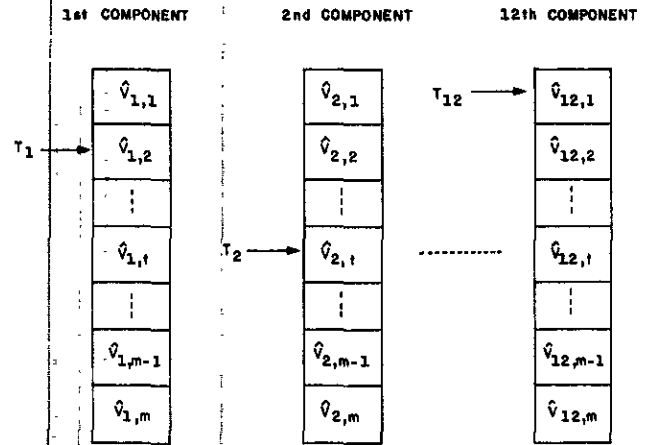 1st COMPONENT 2nd COMPONENT 12th COMPONENT
V̂1,1 V̂2,1 T12 V̂12,1
T1 V̂1,2 V̂2,2 V̂12,2
V̂1,t T2 V̂2,t V̂12,t
V̂1,m-1 V̂2,m-1 V̂12,m-1
V̂1,m V̂2,m V̂12,m